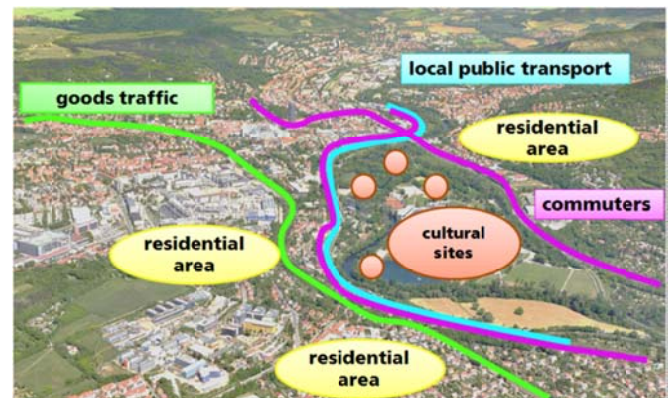 local public transport
goods traffic
residential
area
commuters
residential
area
cultural
sites
residential
area